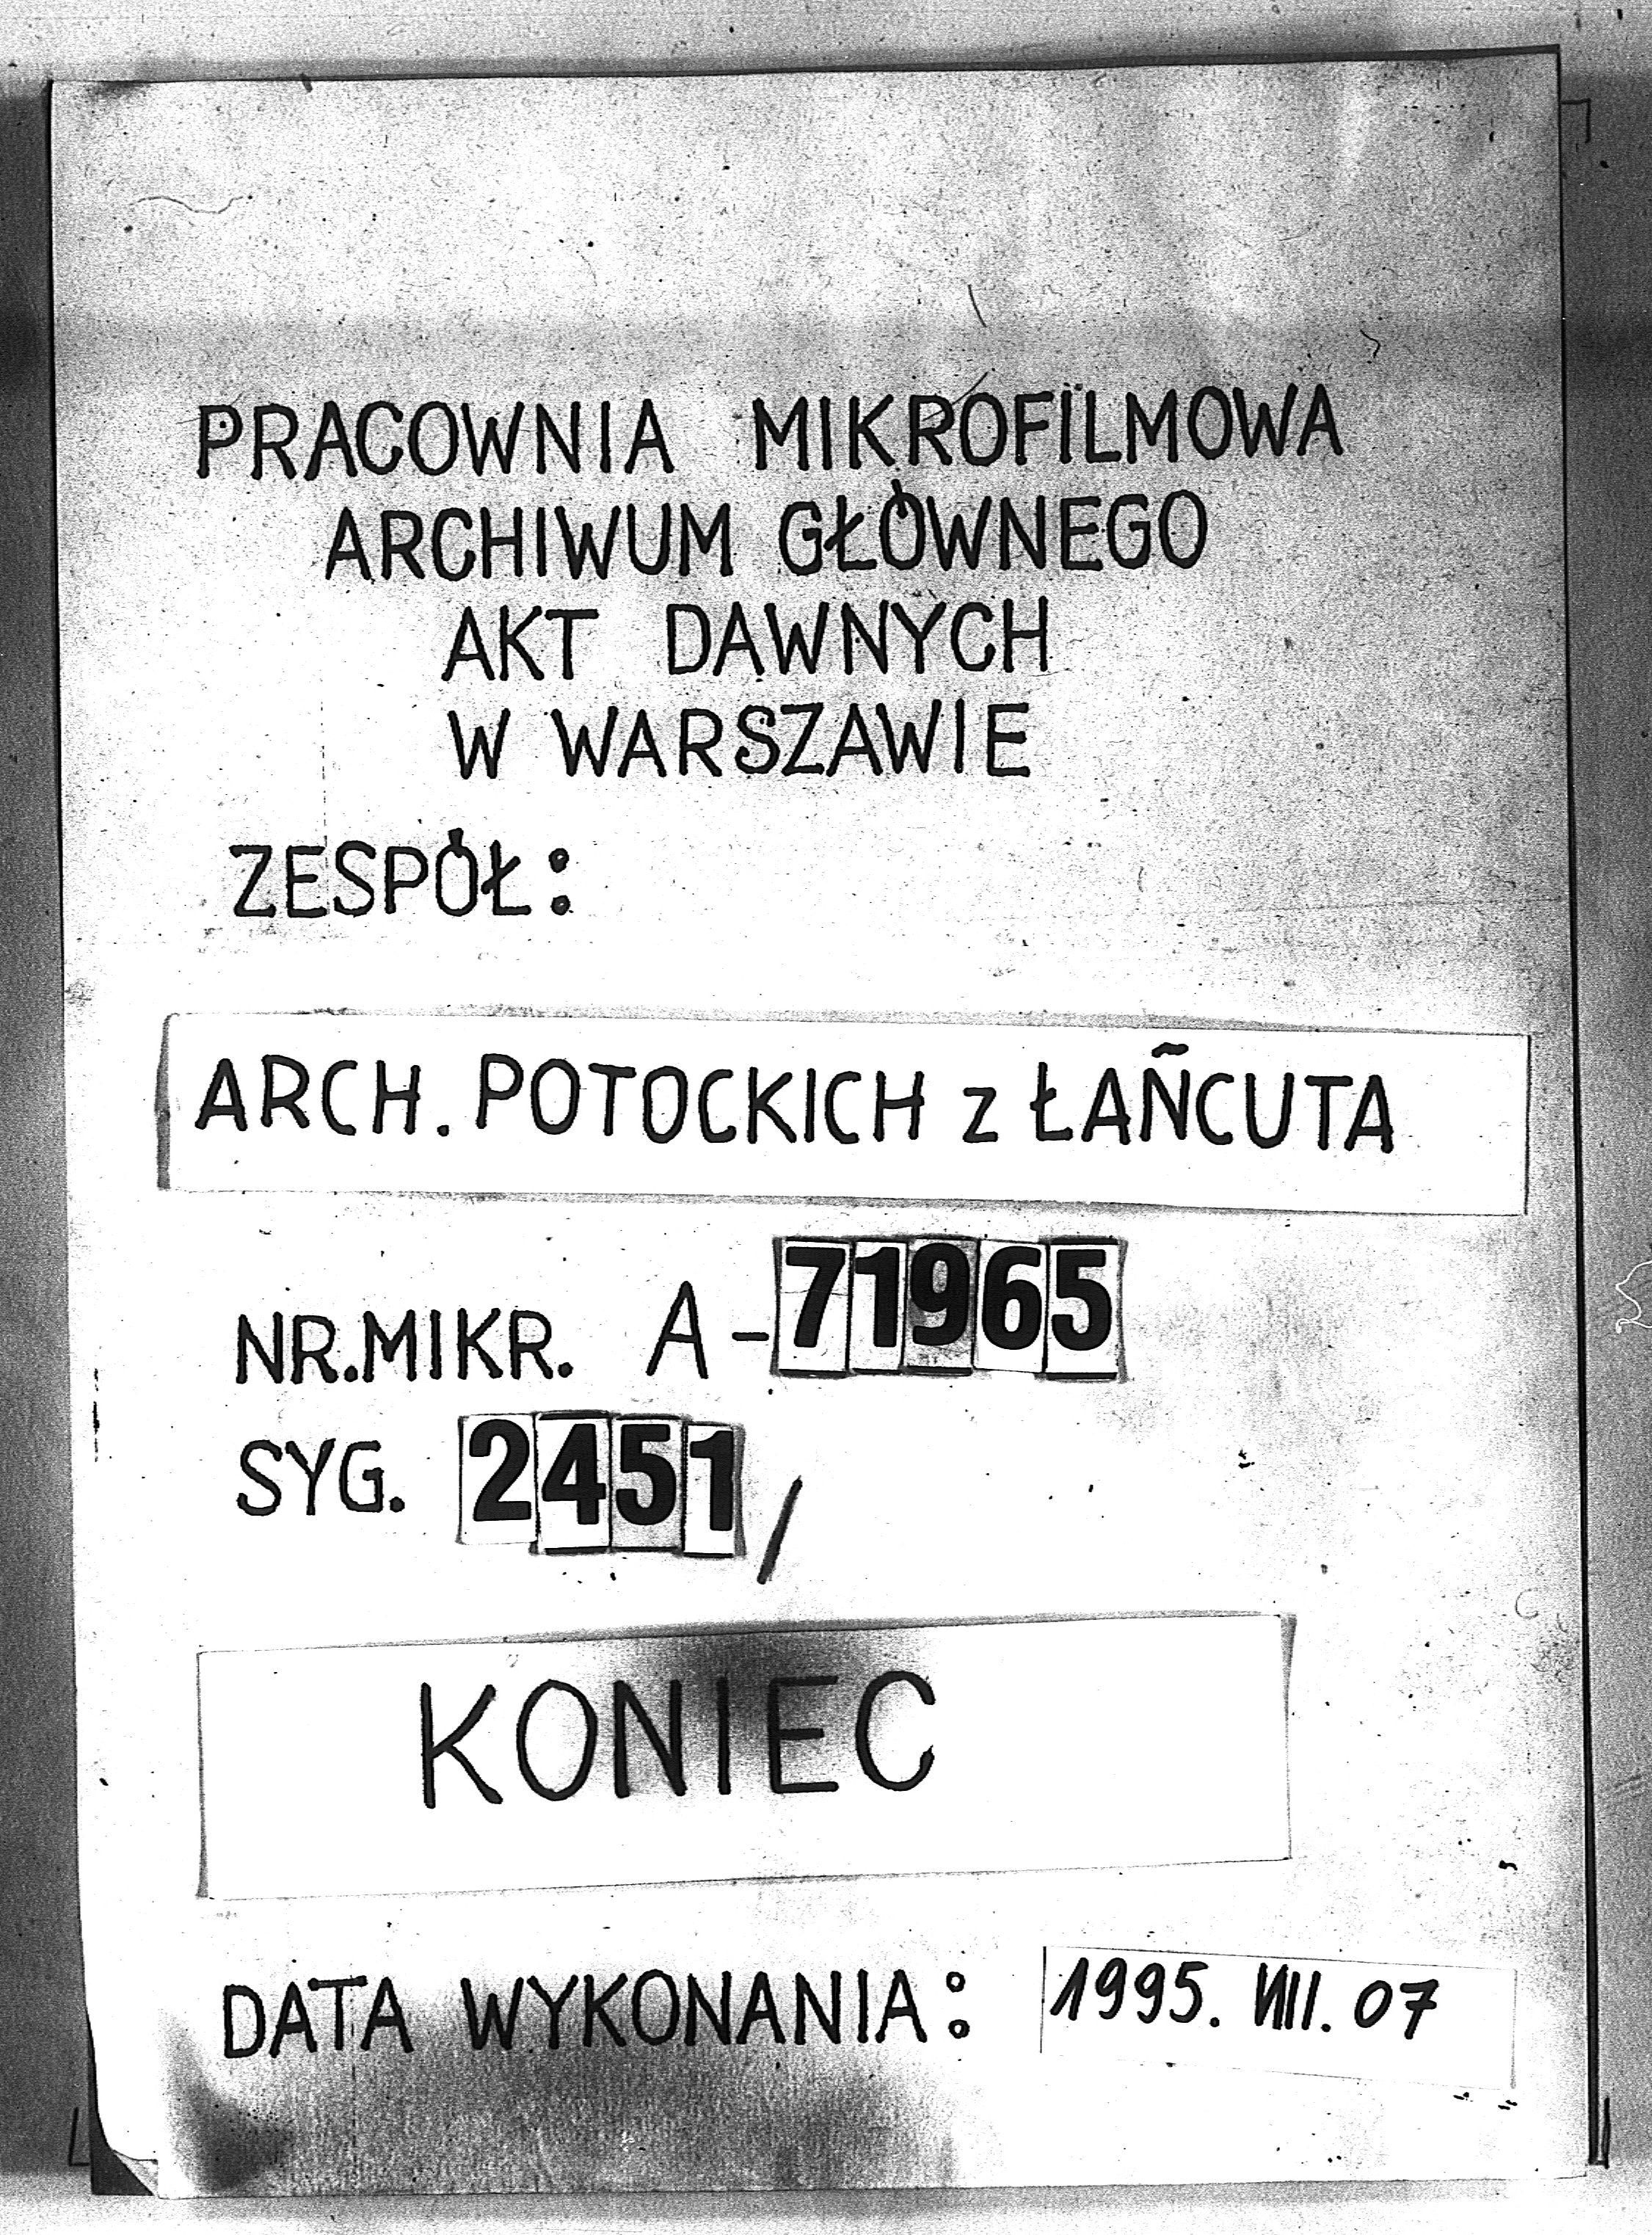 PRACOWNIA MIKROFILMOWA
ARCHIWUM GŁÓWNEGO
AKT DAWNYCH
W WARSZAWIE
ZESPÓŁ:
ARCH. POTOCKICH z ŁAŃCUTA
NR.MIKR. A-71965
SYG. 2451/
KONIEC
DATA WYKONANIA: 1995. VIII. 07